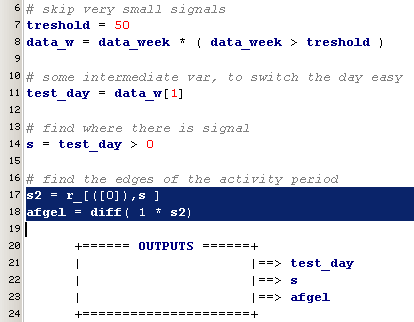 6 # skip very small signals
7 treshold = 50
8 data_w = data_week * ( data_week > treshold )
9
10 # some intermediate var, to switch the day easy
11 test_day = data_w[1]
12
13 # find where there is signal
14 s = test_day > 0
15
16 # find the edges of the activity period
17 s2 = r_[([0]),s ]
18 afgel = diff( 1 * s2)
19
20 +====== OUTPUTS ======+
21 | |==> test_day
22 | |==> s
23 | |==> afgel
24 +=====================+